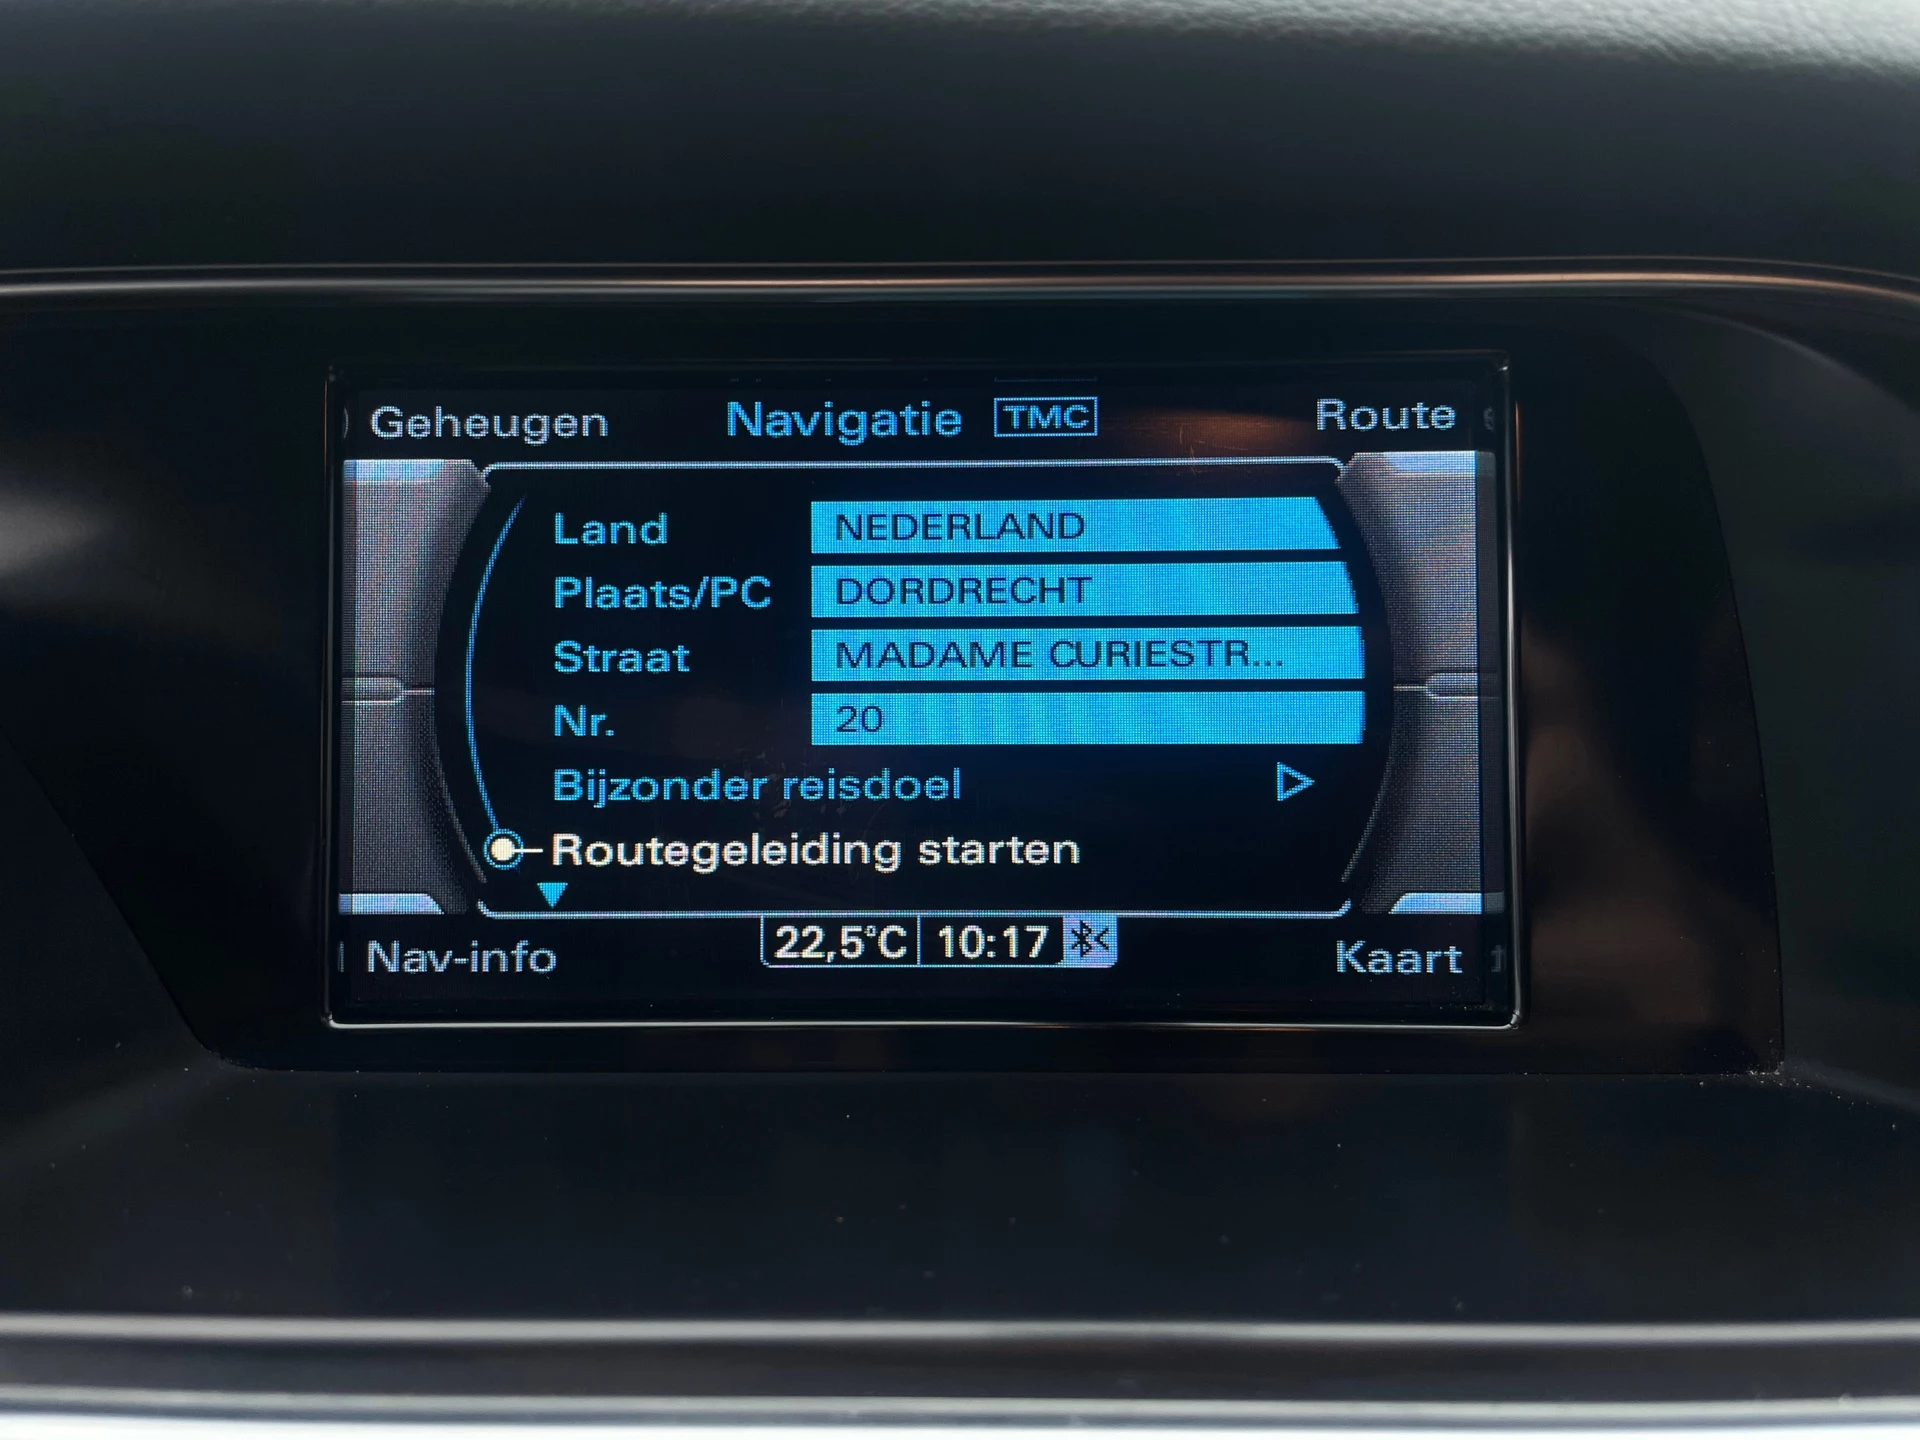 Geheugen Navigatie TMC Route
Land NEDERLAND
Plaats/PC DORDRECHT
Straat MADAME CURIESTR...
Nr. 20
Bijzonder reisdoel
Routegeleiding starten
Nav-info 22,5°C 10:17 Kaart